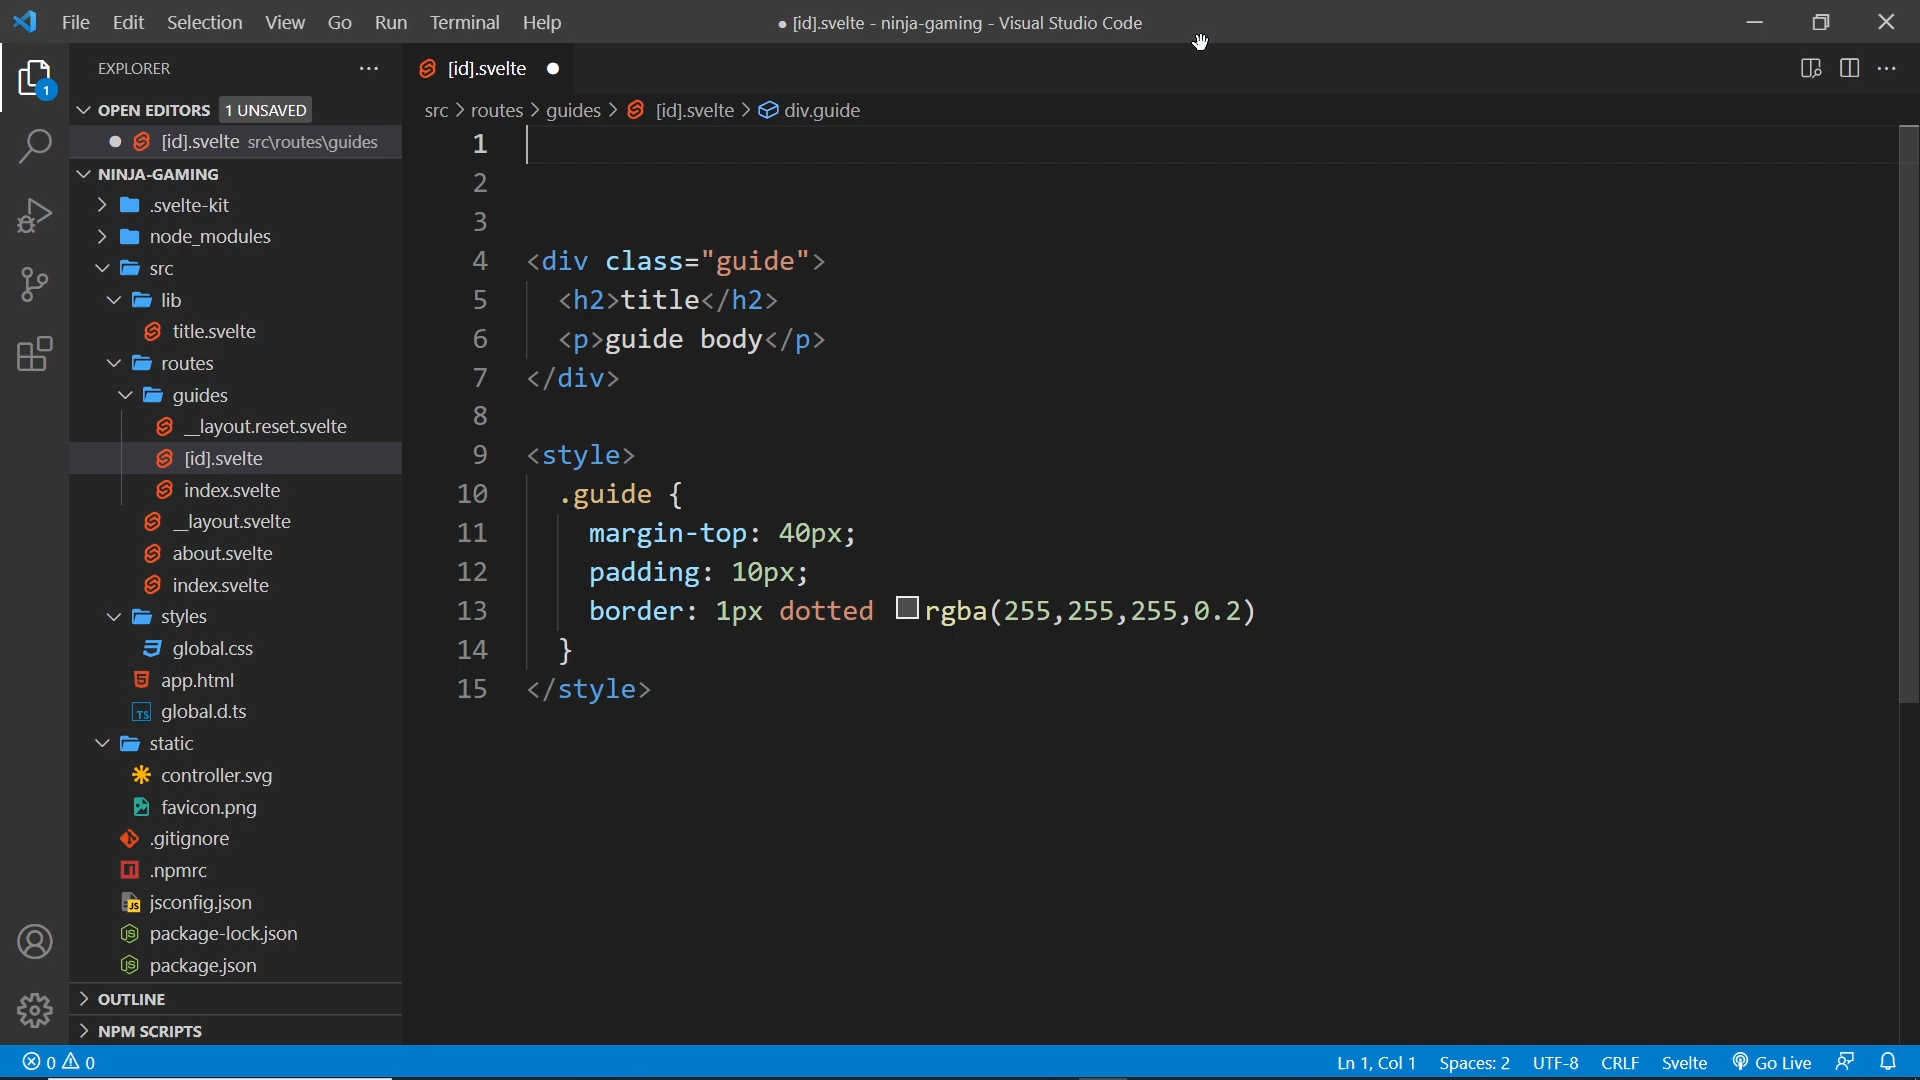 File Edit Selection View Go Run Terminal Help
● [id].svelte - ninja-gaming - Visual Studio Code
EXPLORER
[id].svelte
1
OPEN EDITORS 1 UNSAVED
src > routes > guides > [id].svelte > div.guide
[id].svelte src\routes\guides
NINJA-GAMING
.svelte-kit
node_modules
src
lib
title.svelte
routes
guides
__layout.reset.svelte
[id].svelte
index.svelte
__layout.svelte
about.svelte
index.svelte
styles
global.css
app.html
TS global.d.ts
static
controller.svg
favicon.png
.gitignore
.npmrc
JS jsconfig.json
package-lock.json
package.json
OUTLINE
NPM SCRIPTS
1
2
3
4 <div class="guide">
5 <h2>title</h2>
6 <p>guide body</p>
7 </div>
8
9 <style>
10 .guide {
11 margin-top: 40px;
12 padding: 10px;
13 border: 1px dotted rgba(255,255,255,0.2)
14 }
15 </style>
0 0
Ln 1, Col 1 Spaces: 2 UTF-8 CRLF Svelte Go Live